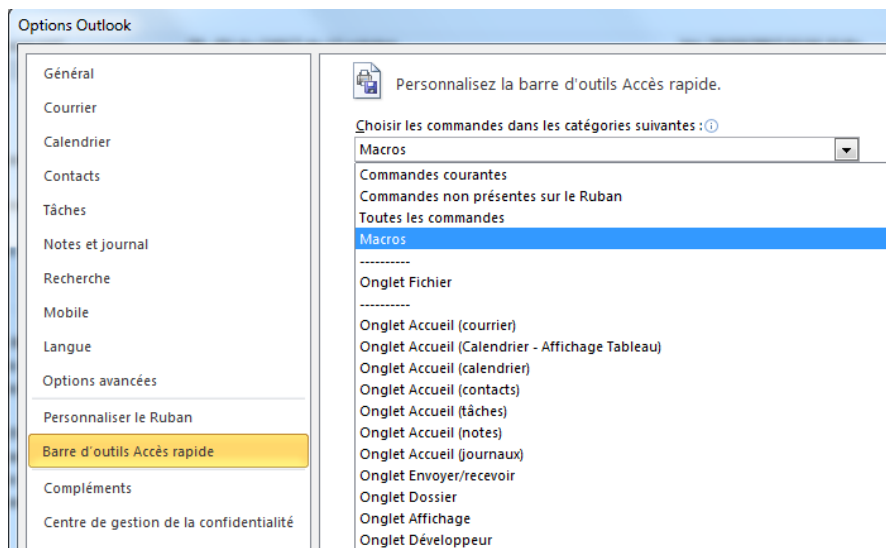 Options Outlook
Général
Courrier
Calendrier
Contacts
Tâches
Notes et journal
Recherche
Mobile
Langue
Options avancées
Personnaliser le Ruban
Barre d'outils Accès rapide
Compléments
Centre de gestion de la confidentialité
Personnalisez la barre d'outils Accès rapide.
Choisir les commandes dans les catégories suivantes :
Macros
Commandes courantes
Commandes non présentes sur le Ruban
Toutes les commandes
Macros
----------
Onglet Fichier
----------
Onglet Accueil (courrier)
Onglet Accueil (Calendrier - Affichage Tableau)
Onglet Accueil (calendrier)
Onglet Accueil (contacts)
Onglet Accueil (tâches)
Onglet Accueil (notes)
Onglet Accueil (journaux)
Onglet Envoyer/recevoir
Onglet Dossier
Onglet Affichage
Onglet Développeur